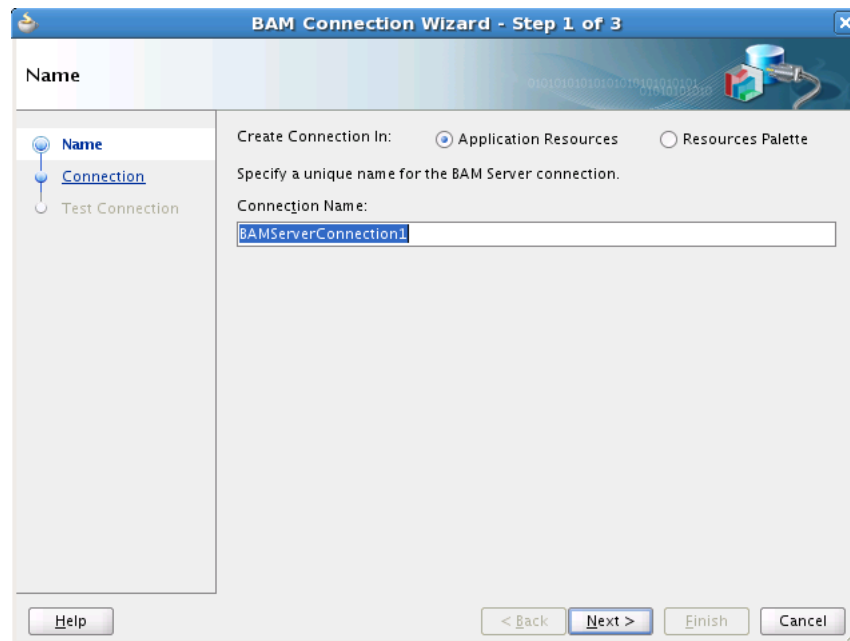 BAM Connection Wizard - Step 1 of 3
Name
Name
Connection
Test Connection
Create Connection In: Application Resources Resources Palette
Specify a unique name for the BAM Server connection.
Connection Name:
BAMServerConnection1
Help < Back Next > Finish Cancel